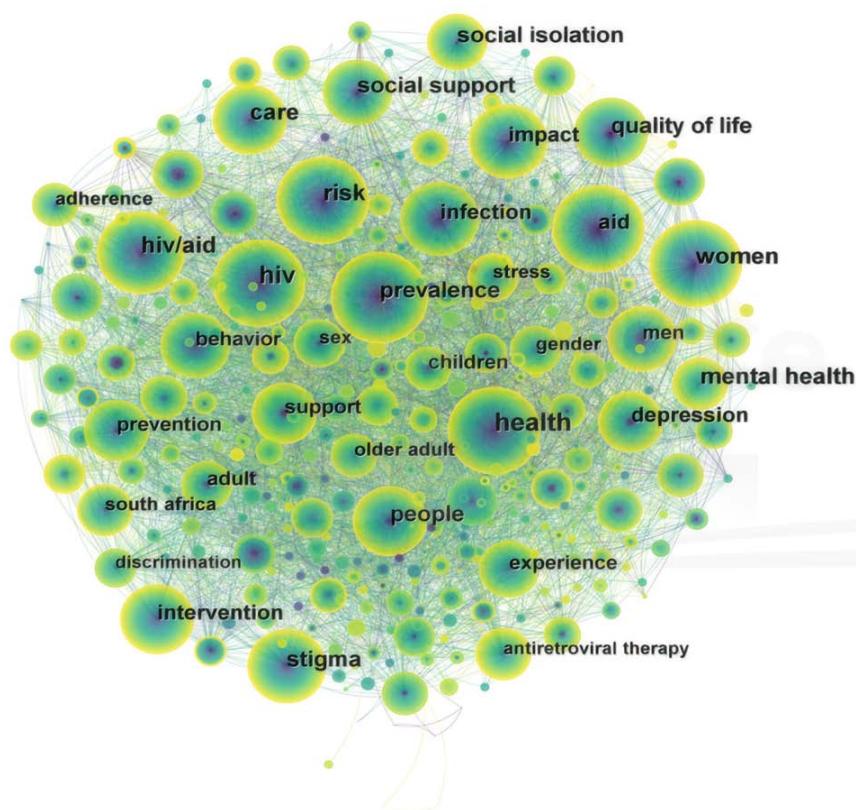 social isolation
social support
care
impact
quality of life
risk
adherence
infection
aid
hiv/aid
women
hiv
stress
prevalence
behavior
sex
gender
men
children
mental health
support
depression
prevention
health
older adult
adult
south africa
people
discrimination
experience
intervention
stigma
antiretroviral therapy